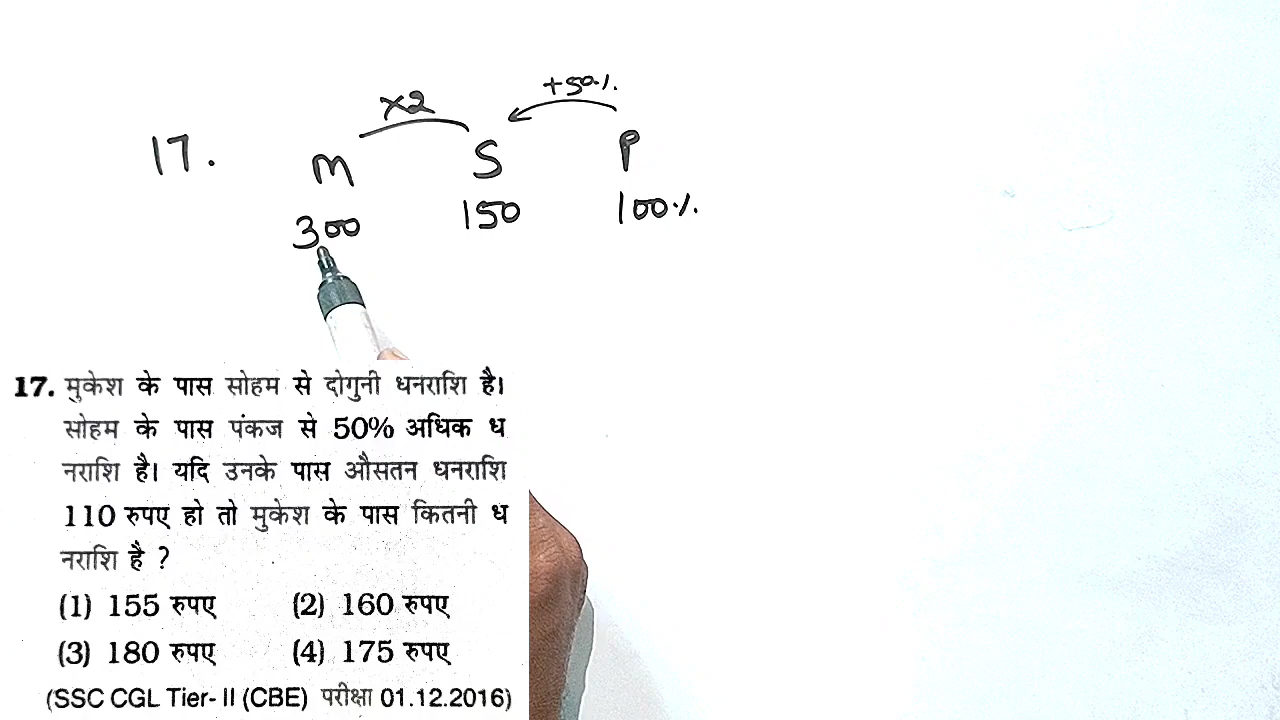 +50%
×2
17. M S P
300 150 100%
17. मुकेश के पास सोहम से दोगुनी धनराशि है।
सोहम के पास पंकज से 50% अधिक ध
नराशि है। यदि उनके पास औसतन धनराशि
110 रुपए हो तो मुकेश के पास कितनी ध
नराशि है ?
(1) 155 रुपए (2) 160 रुपए
(3) 180 रुपए (4) 175 रुपए
(SSC CGL Tier- II (CBE) परीक्षा 01.12.2016)